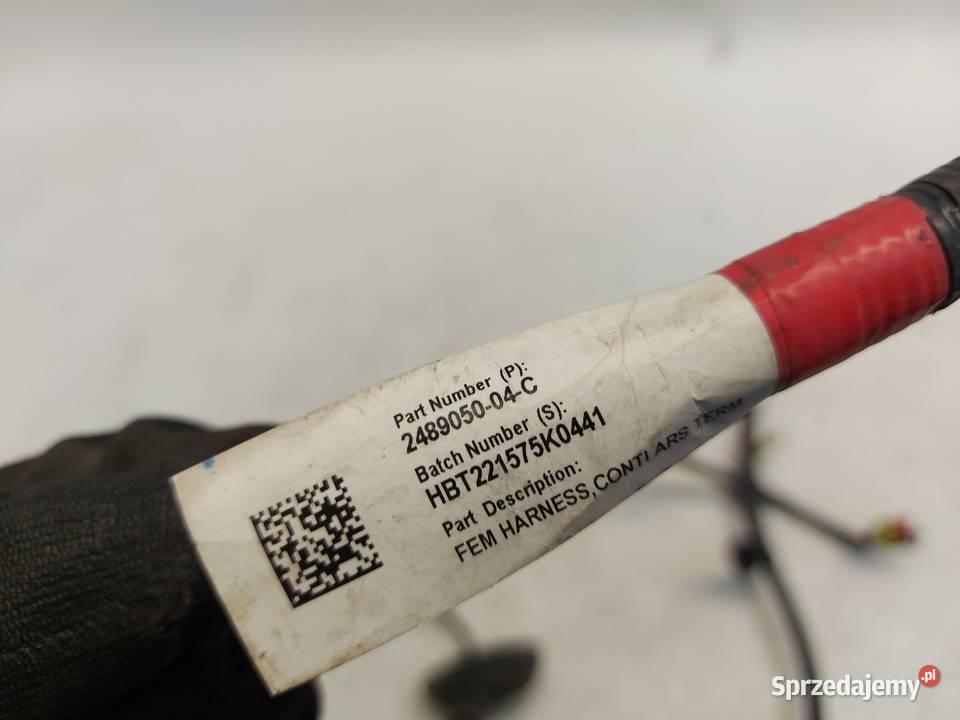 Part Number (P):
2489050-04-C
Batch Number (S):
HBT221575K0441
Part Description:
FEM HARNESS,CONTI ARS TERM
Sprzedajemy.pl